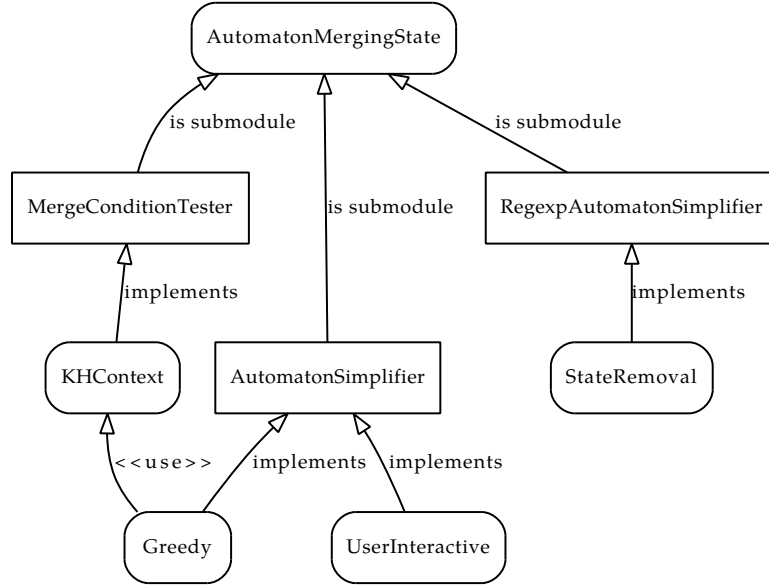 AutomatonMergingState
is submodule
is submodule
MergeConditionTester
is submodule
RegexpAutomatonSimplifier
implements
implements
KHContext
AutomatonSimplifier
StateRemoval
<<use>>
implements
implements
Greedy
UserInteractive